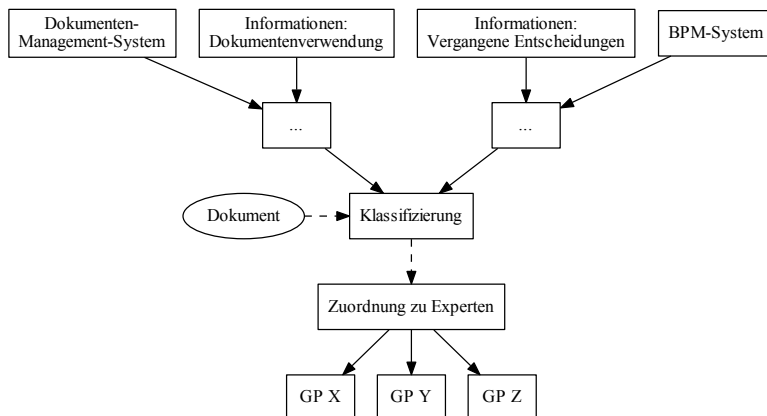 Dokumenten-
Management-System
Informationen:
Dokumentenverwendung
Informationen:
Vergangene Entscheidungen
BPM-System
...
...
Dokument
Klassifizierung
Zuordnung zu Experten
GP X
GP Y
GP Z